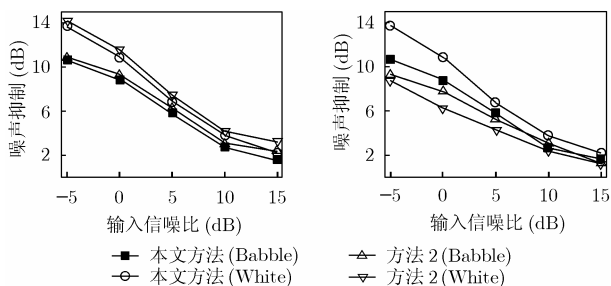 14
10
6
2
噪声抑制 (dB)
−5 0 5 10 15
输入信噪比 (dB)
14
10
6
2
噪声抑制 (dB)
−5 0 5 10 15
输入信噪比 (dB)
本文方法 (Babble)
方法 2 (Babble)
本文方法 (White)
方法 2 (White)